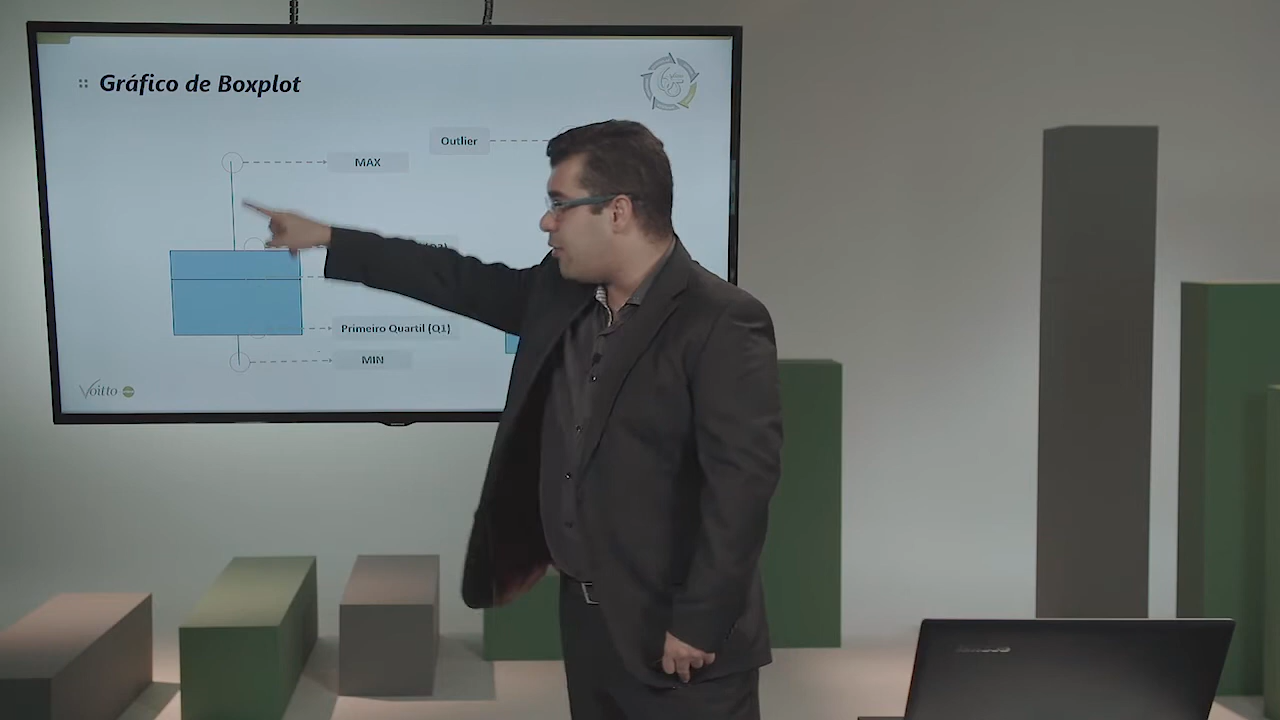 Gráfico de Boxplot
Outlier
MAX
Primeiro Quartil (Q1)
MIN
Voitto